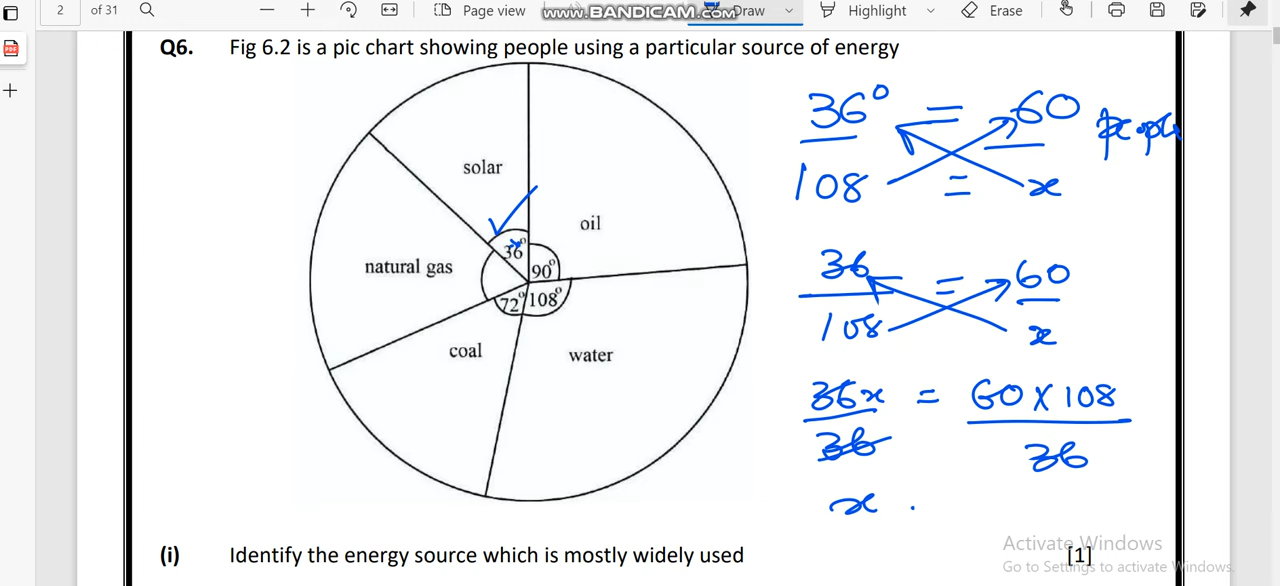 2 of 31 Page view www.BANDICAM.com Draw Highlight Erase
Q6. Fig 6.2 is a pic chart showing people using a particular source of energy
solar
oil
36°
90°
natural gas
72° 108°
coal
water
36° = 60 people
108 = x
36 = 60
108 x
36x = 60 x 108
36 36
x .
(i) Identify the energy source which is mostly widely used [1]
Activate Windows
Go to Settings to activate Windows.